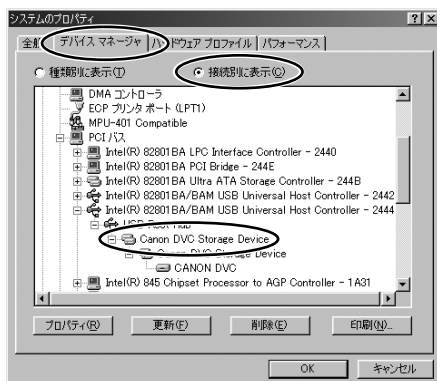 システムのプロパティ
全般 デバイス マネージャ ハードウェア プロファイル パフォーマンス
種類別に表示(T) 接続別に表示(C)
DMA コントローラ
ECP プリンタ ポート (LPT1)
MPU-401 Compatible
PCI バス
Intel(R) 82801BA LPC Interface Controller - 2440
Intel(R) 82801BA PCI Bridge - 244E
Intel(R) 82801BA Ultra ATA Storage Controller - 244B
Intel(R) 82801BA/BAM USB Universal Host Controller - 2442
Intel(R) 82801BA/BAM USB Universal Host Controller - 2444
USB Root Hub
Canon DVC Storage Device
Canon DVC Storage Device
CANON DVC
Intel(R) 845 Chipset Processor to AGP Controller - 1A31
プロパティ(R) 更新(F) 削除(E) 印刷(N)...
OK キャンセル